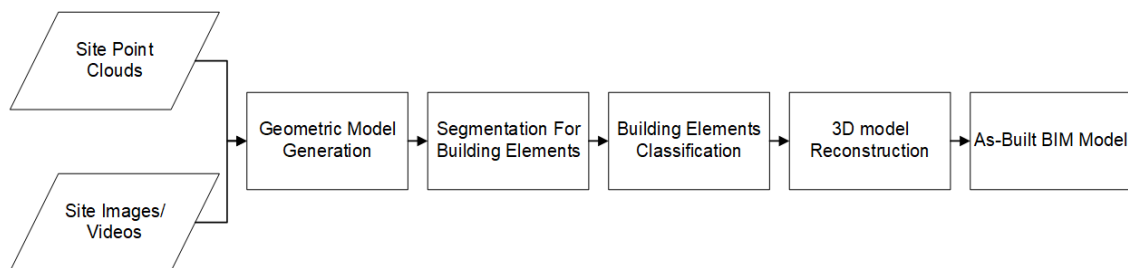 Site Point
Clouds
Site Images/
Videos
Geometric Model
Generation
Segmentation For
Building Elements
Building Elements
Classification
3D model
Reconstruction
As-Built BIM Model